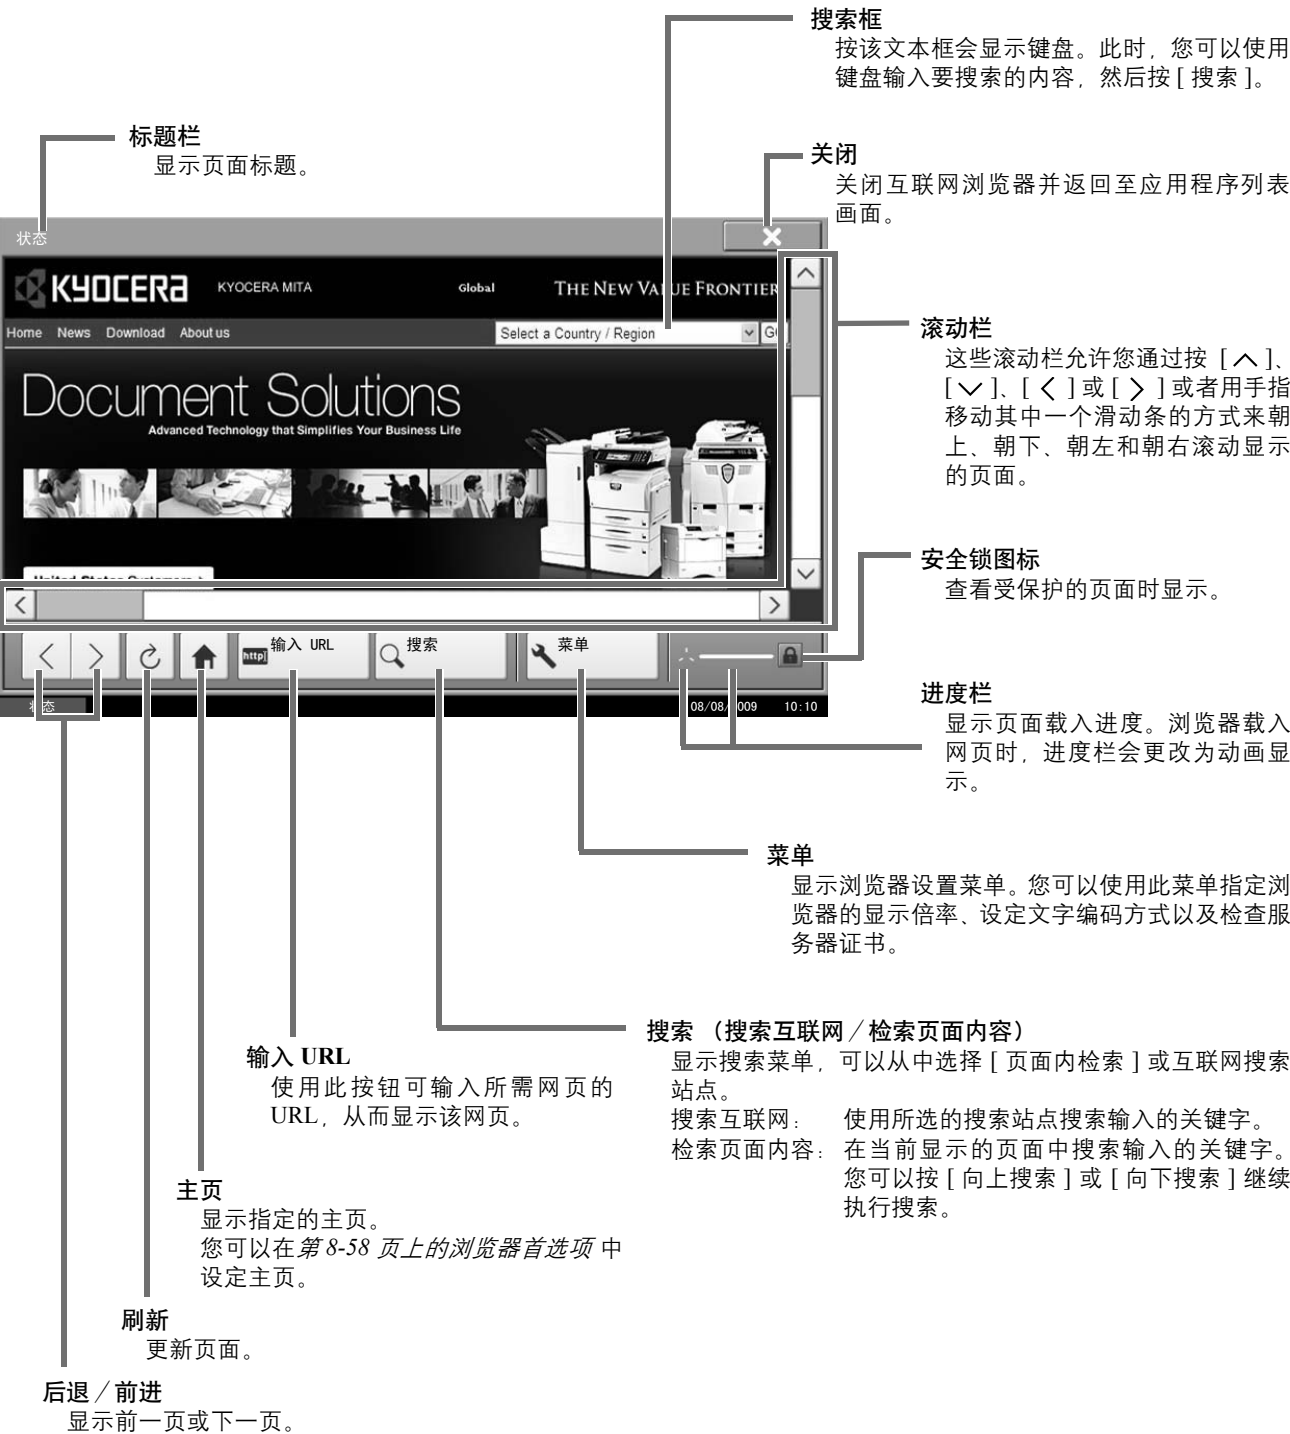 搜索框
按该文本框会显示键盘。此时，您可以使用
键盘输入要搜索的内容，然后按 [ 搜索 ]。
标题栏
显示页面标题。
关闭
关闭互联网浏览器并返回至应用程序列表
画面。
状态
KYOCERA
KYOCERA MITA
Global
THE NEW VALUE FRONTIER
Home News Download About us
Select a Country / Region
Document Solutions
Advanced Technology that Simplifies Your Business Life
United States Customers >
滚动栏
这些滚动栏允许您通过按 [ ︿ ]、
[ ﹀ ]、[ 〈 ] 或 [ 〉 ] 或者用手指
移动其中一个滑动条的方式来朝
上、朝下、朝左和朝右滚动显示
的页面。
安全锁图标
查看受保护的页面时显示。
http
输入 URL
搜索
菜单
状态
08/08/2009 10:10
进度栏
显示页面载入进度。浏览器载入
网页时，进度栏会更改为动画显
示。
菜单
显示浏览器设置菜单。您可以使用此菜单指定浏
览器的显示倍率、设定文字编码方式以及检查服
务器证书。
搜索 （搜索互联网／检索页面内容）
显示搜索菜单，可以从中选择 [ 页面内检索 ] 或互联网搜索
站点。
搜索互联网： 使用所选的搜索站点搜索输入的关键字。
检索页面内容： 在当前显示的页面中搜索输入的关键字。
您可以按 [ 向上搜索 ] 或 [ 向下搜索 ] 继续
执行搜索。
输入 URL
使用此按钮可输入所需网页的
URL，从而显示该网页。
主页
显示指定的主页。
您可以在第 8-58 页上的浏览器首选项 中
设定主页。
刷新
更新页面。
后退／前进
显示前一页或下一页。